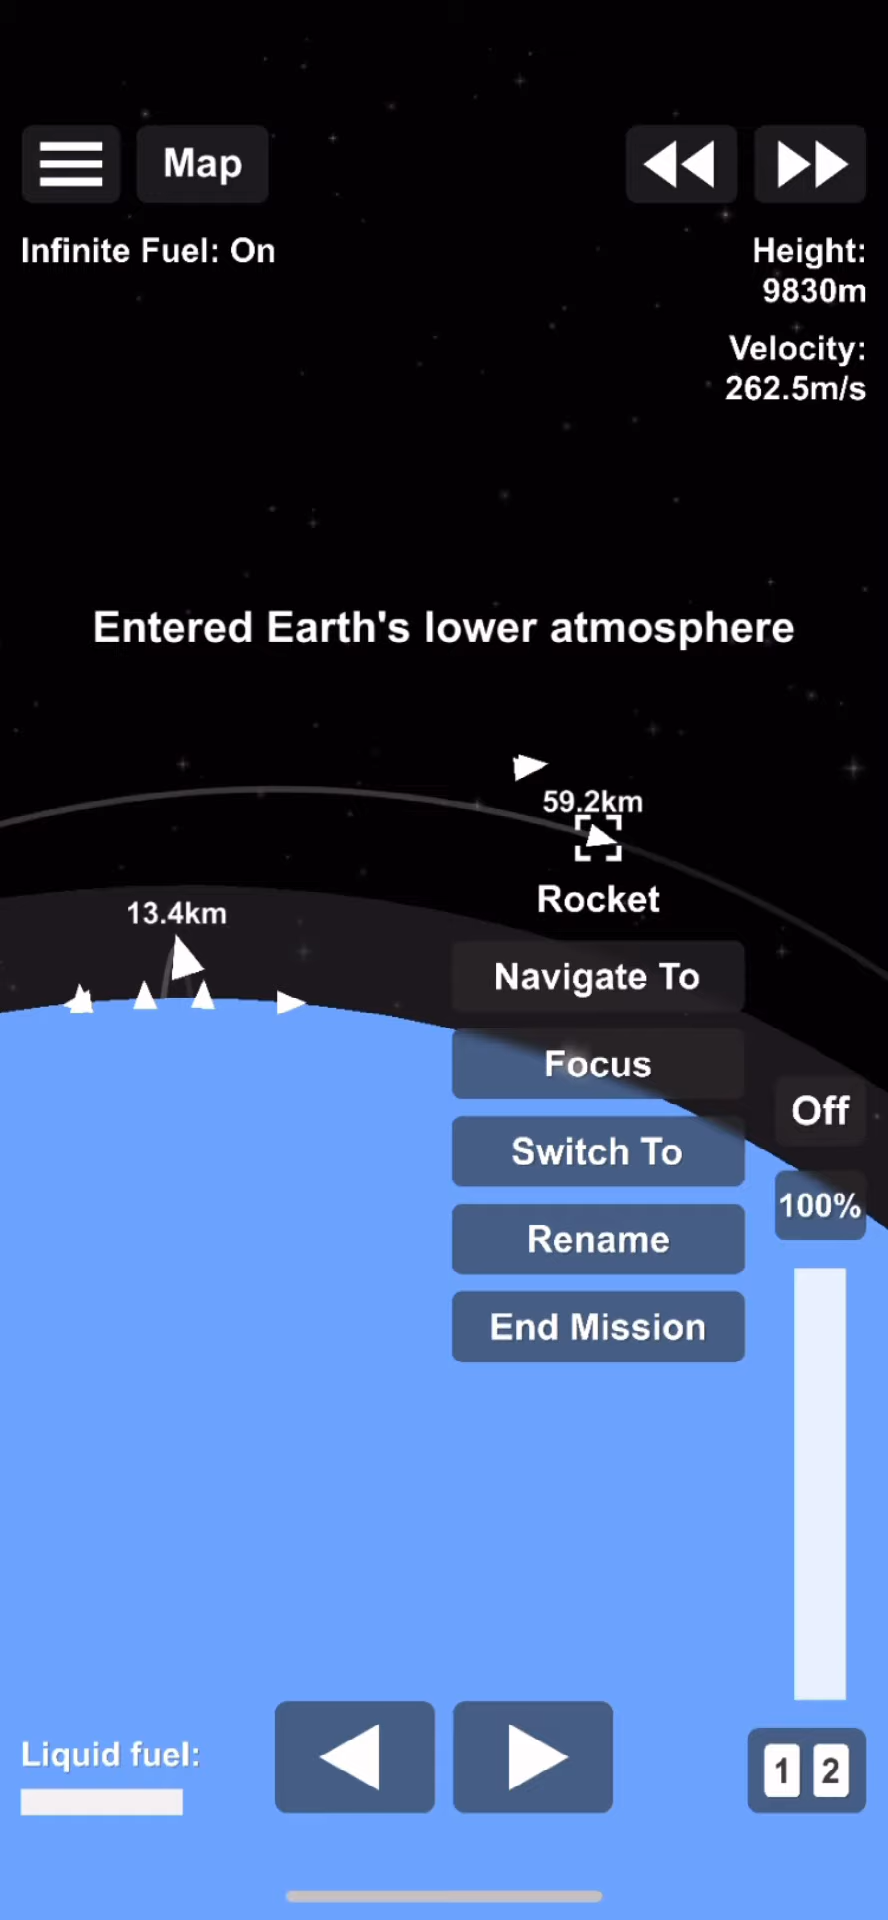 Map
Infinite Fuel: On
Height:
9830m
Velocity:
262.5m/s
Entered Earth's lower atmosphere
59.2km
Rocket
13.4km
Navigate To
Focus
Switch To
Rename
End Mission
Off
100%
Liquid fuel:
1 2